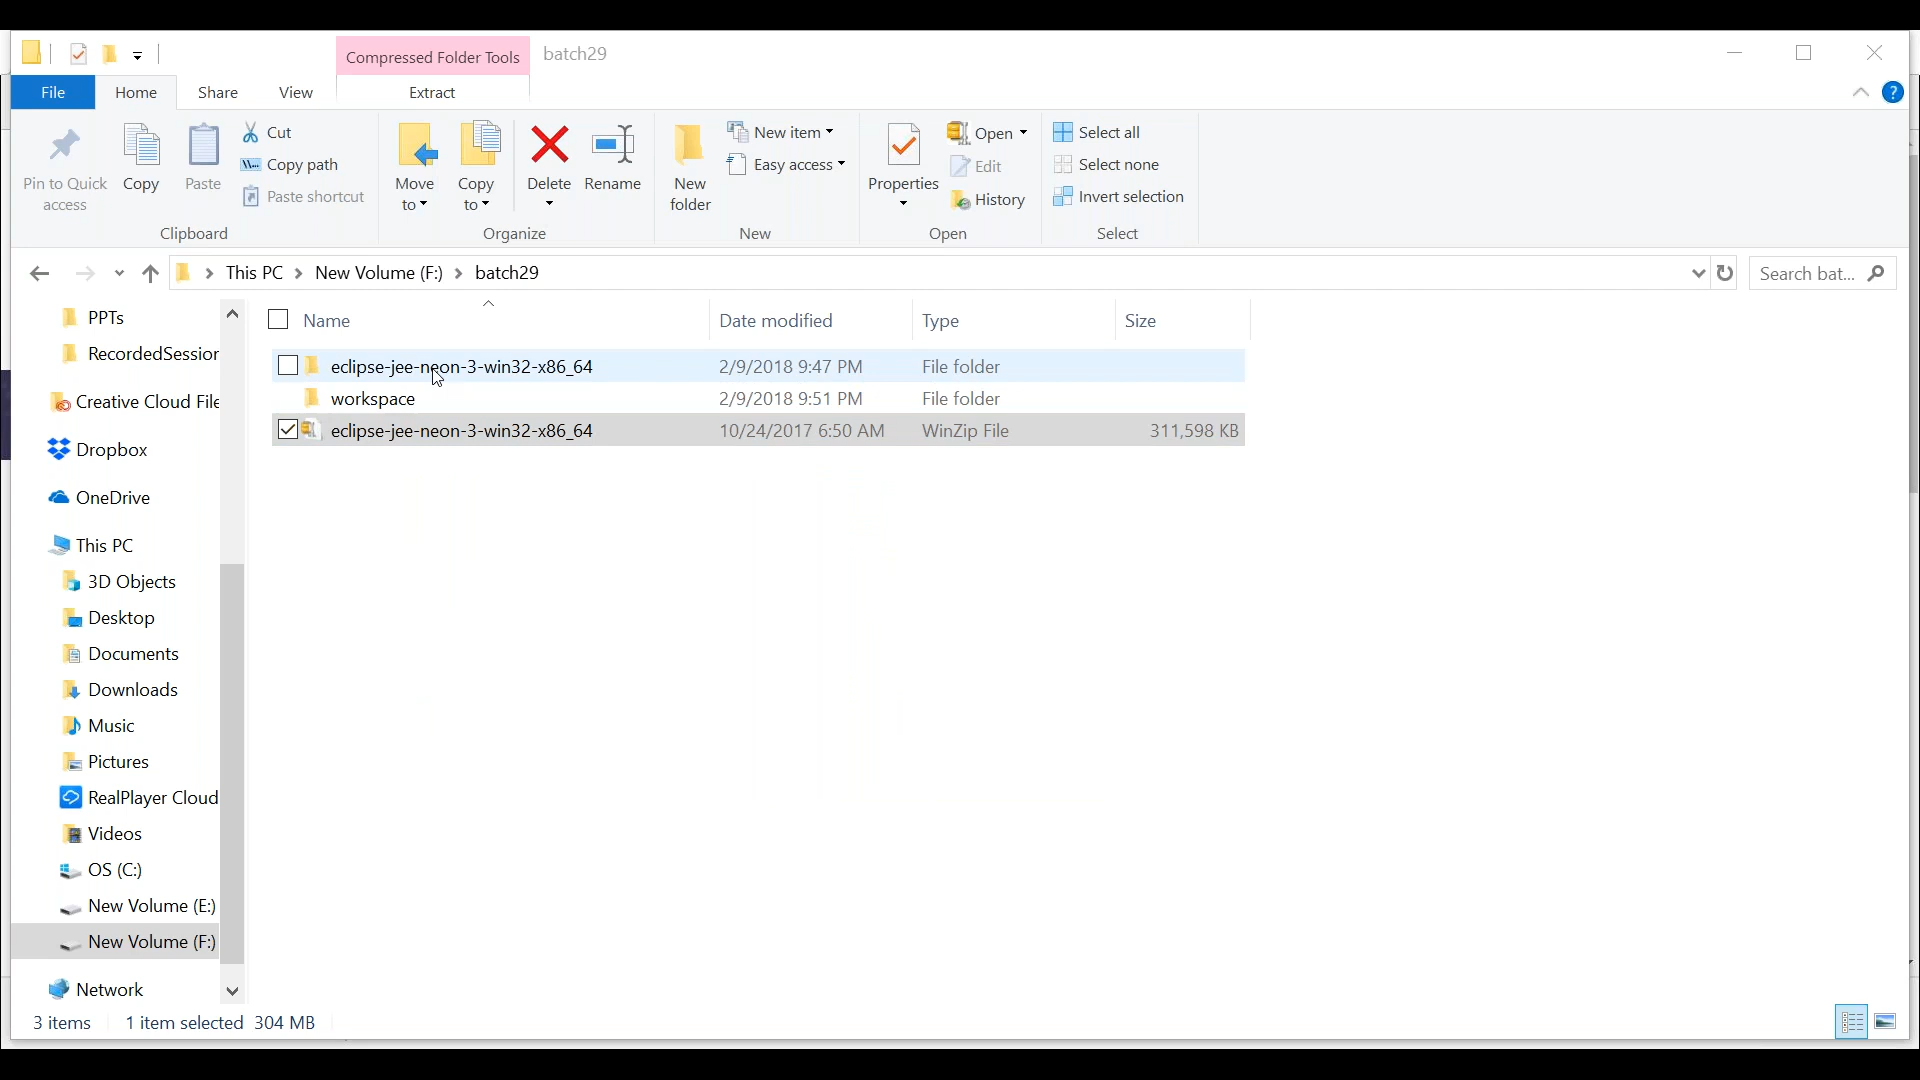 Compressed Folder Tools batch29
File Home Share View Extract
Pin to Quick access
Copy
Paste
Cut
Copy path
Paste shortcut
Clipboard
Move to
Copy to
Delete
Rename
Organize
New folder
New item
Easy access
New
Properties
Open
Edit
History
Open
Select all
Select none
Invert selection
Select
This PC > New Volume (F:) > batch29
Search bat...
PPTs
RecordedSession
Creative Cloud File
Dropbox
OneDrive
This PC
3D Objects
Desktop
Documents
Downloads
Music
Pictures
RealPlayer Cloud
Videos
OS (C:)
New Volume (E:)
New Volume (F:)
Network
Name Date modified Type Size
eclipse-jee-neon-3-win32-x86_64 2/9/2018 9:47 PM File folder
workspace 2/9/2018 9:51 PM File folder
eclipse-jee-neon-3-win32-x86_64 10/24/2017 6:50 AM WinZip File 311,598 KB
3 items 1 item selected 304 MB